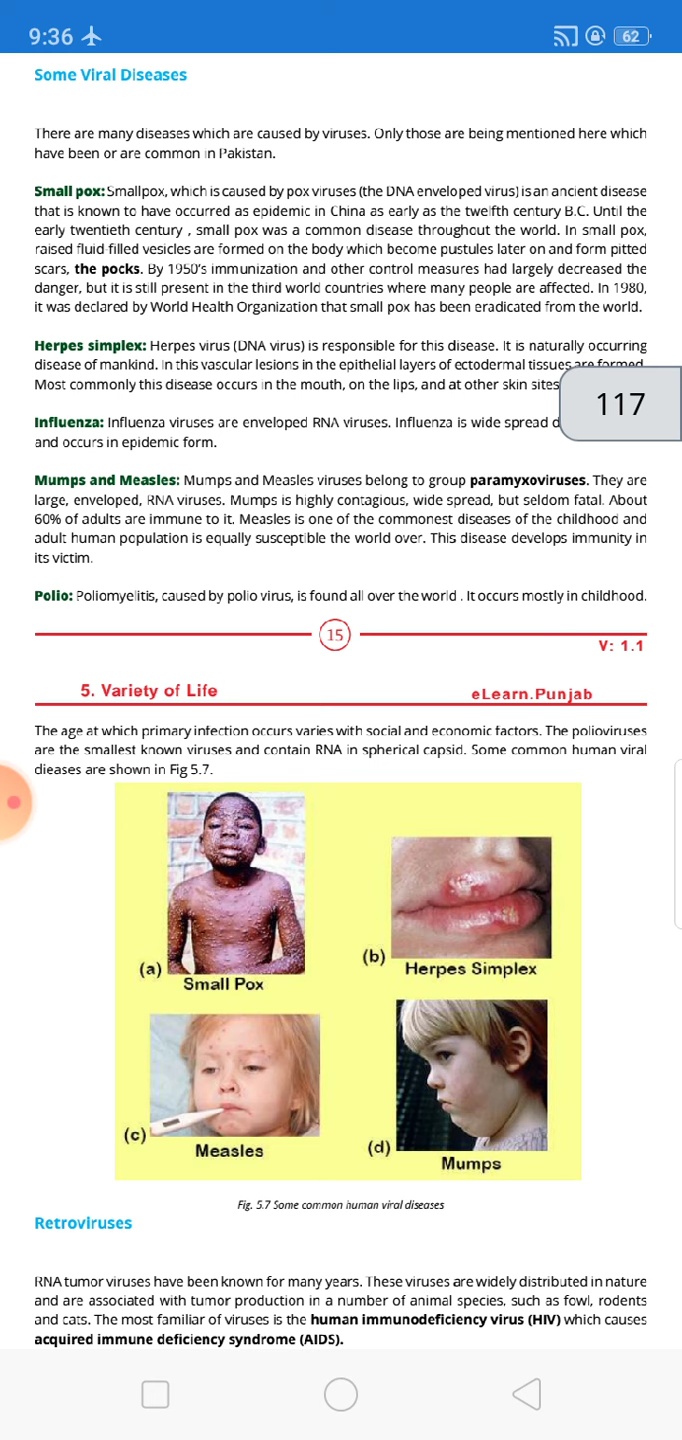 9:36
62
Some Viral Diseases
There are many diseases which are caused by viruses. Only those are being mentioned here which
have been or are common in Pakistan.
Small pox: Smallpox, which is caused by pox viruses (the DNA enveloped virus) is an ancient disease
that is known to have occurred as epidemic in China as early as the twelfth century B.C. Until the
early twentieth century , small pox was a common disease throughout the world. In small pox,
raised fluid-filled vesicles are formed on the body which become pustules later on and form pitted
scars, the pocks. By 1950's immunization and other control measures had largely decreased the
danger, but it is still present in the third world countries where many people are affected. In 1980,
it was declared by World Health Organization that small pox has been eradicated from the world.
Herpes simplex: Herpes virus (DNA virus) is responsible for this disease. It is naturally occurring
disease of mankind. In this vascular lesions in the epithelial layers of ectodermal tissues are formed.
Most commonly this disease occurs in the mouth, on the lips, and at other skin sites
117
Influenza: Influenza viruses are enveloped RNA viruses. Influenza is wide spread d
and occurs in epidemic form.
Mumps and Measles: Mumps and Measles viruses belong to group paramyxoviruses. They are
large, enveloped, RNA viruses. Mumps is highly contagious, wide spread, but seldom fatal. About
60% of adults are immune to it. Measles is one of the commonest diseases of the childhood and
adult human population is equally susceptible the world over. This disease develops immunity in
its victim.
Polio: Poliomyelitis, caused by polio virus, is found all over the world . It occurs mostly in childhood.
15
V: 1.1
5. Variety of Life
eLearn.Punjab
The age at which primary infection occurs varies with social and economic factors. The polioviruses
are the smallest known viruses and contain RNA in spherical capsid. Some common human viral
dieases are shown in Fig 5.7.
(a)
Small Pox
(b)
Herpes Simplex
(c)
Measles
(d)
Mumps
Fig. 5.7 Some common human viral diseases
Retroviruses
RNA tumor viruses have been known for many years. These viruses are widely distributed in nature
and are associated with tumor production in a number of animal species, such as fowl, rodents
and cats. The most familiar of viruses is the human immunodeficiency virus (HIV) which causes
acquired immune deficiency syndrome (AIDS).